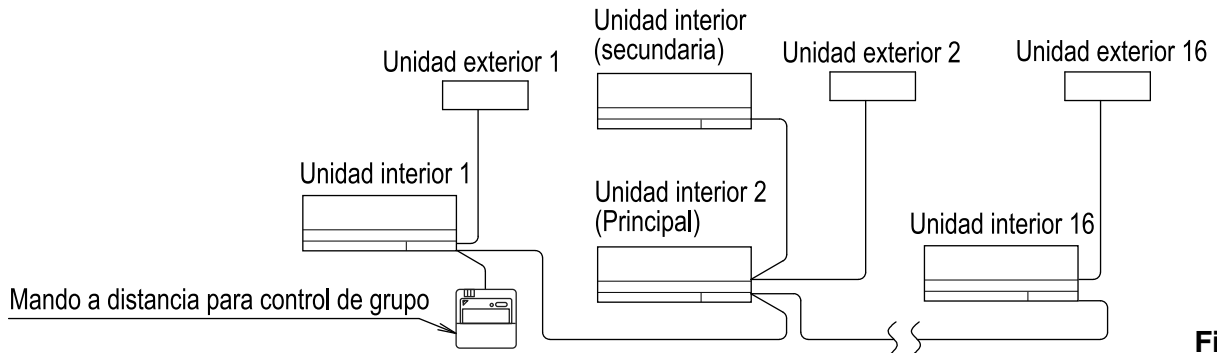 Unidad interior
(secundaria)
Unidad exterior 1
Unidad exterior 2
Unidad exterior 16
Unidad interior 1
Unidad interior 2
(Principal)
Unidad interior 16
Mando a distancia para control de grupo
Fi